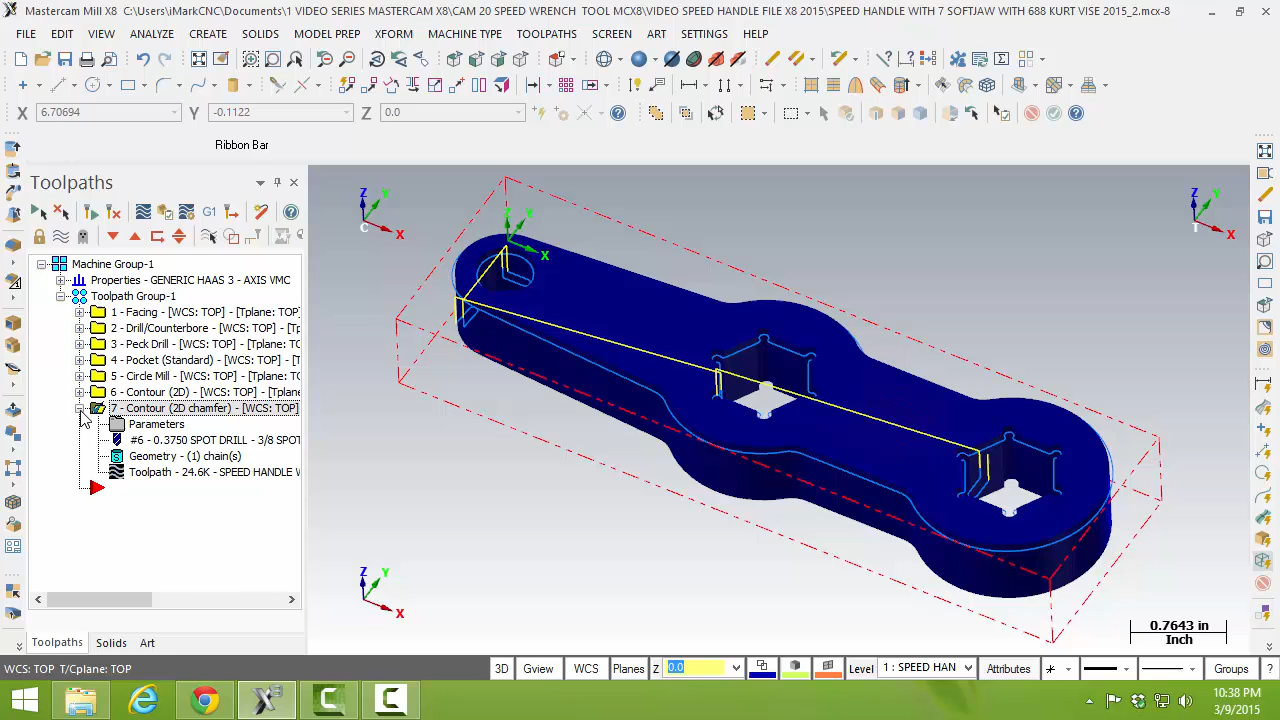 Mastercam Mill X8 C:\Users\iMarkCNC\Documents\1 VIDEO SERIES MASTERCAM X8\CAM 20 SPEED WRENCH TOOL MCX8\VIDEO SPEED HANDLE FILE X8 2015\SPEED HANDLE WITH 7 SOFTJAW WITH 688 KURT VISE 2015_2.mcx-8
FILE EDIT VIEW ANALYZE CREATE SOLIDS MODEL PREP XFORM MACHINE TYPE TOOLPATHS SCREEN ART SETTINGS HELP
X 6.70694 Y -0.1122 Z 0.0
Ribbon Bar
Toolpaths
G1
Machine Group-1
Properties - GENERIC HAAS 3 - AXIS VMC
Toolpath Group-1
1 - Facing - [WCS: TOP] - [Tplane: TOP
2 - Drill/Counterbore - [WCS: TOP] - [Tp
3 - Peck Drill - [WCS: TOP] - [Tplane: TO
4 - Pocket (Standard) - [WCS: TOP] - [T
5 - Circle Mill - [WCS: TOP] - [Tplane: TO
6 - Contour (2D) - [WCS: TOP] - [Tplane
7 - Contour (2D chamfer) - [WCS: TOP]
Parameters
#6 - 0.3750 SPOT DRILL - 3/8 SPOT
Geometry - (1) chain(s)
Toolpath - 24.6K - SPEED HANDLE W
Toolpaths Solids Art
Z Y X C
Z Y X T
Z Y X
Z Y X
0.7643 in
Inch
WCS: TOP T/Cplane: TOP
3D Gview WCS Planes Z 0.0 Level 1 : SPEED HAN Attributes Groups ?
10:38 PM
3/9/2015